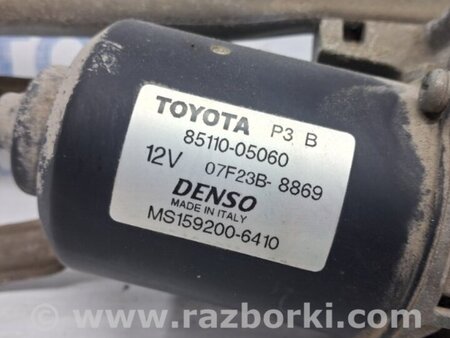 TOYOTA P3 B
85110-05060
12V 07F23B-8869
DENSO
MADE IN ITALY
MS159200-6410
www.razborki.com